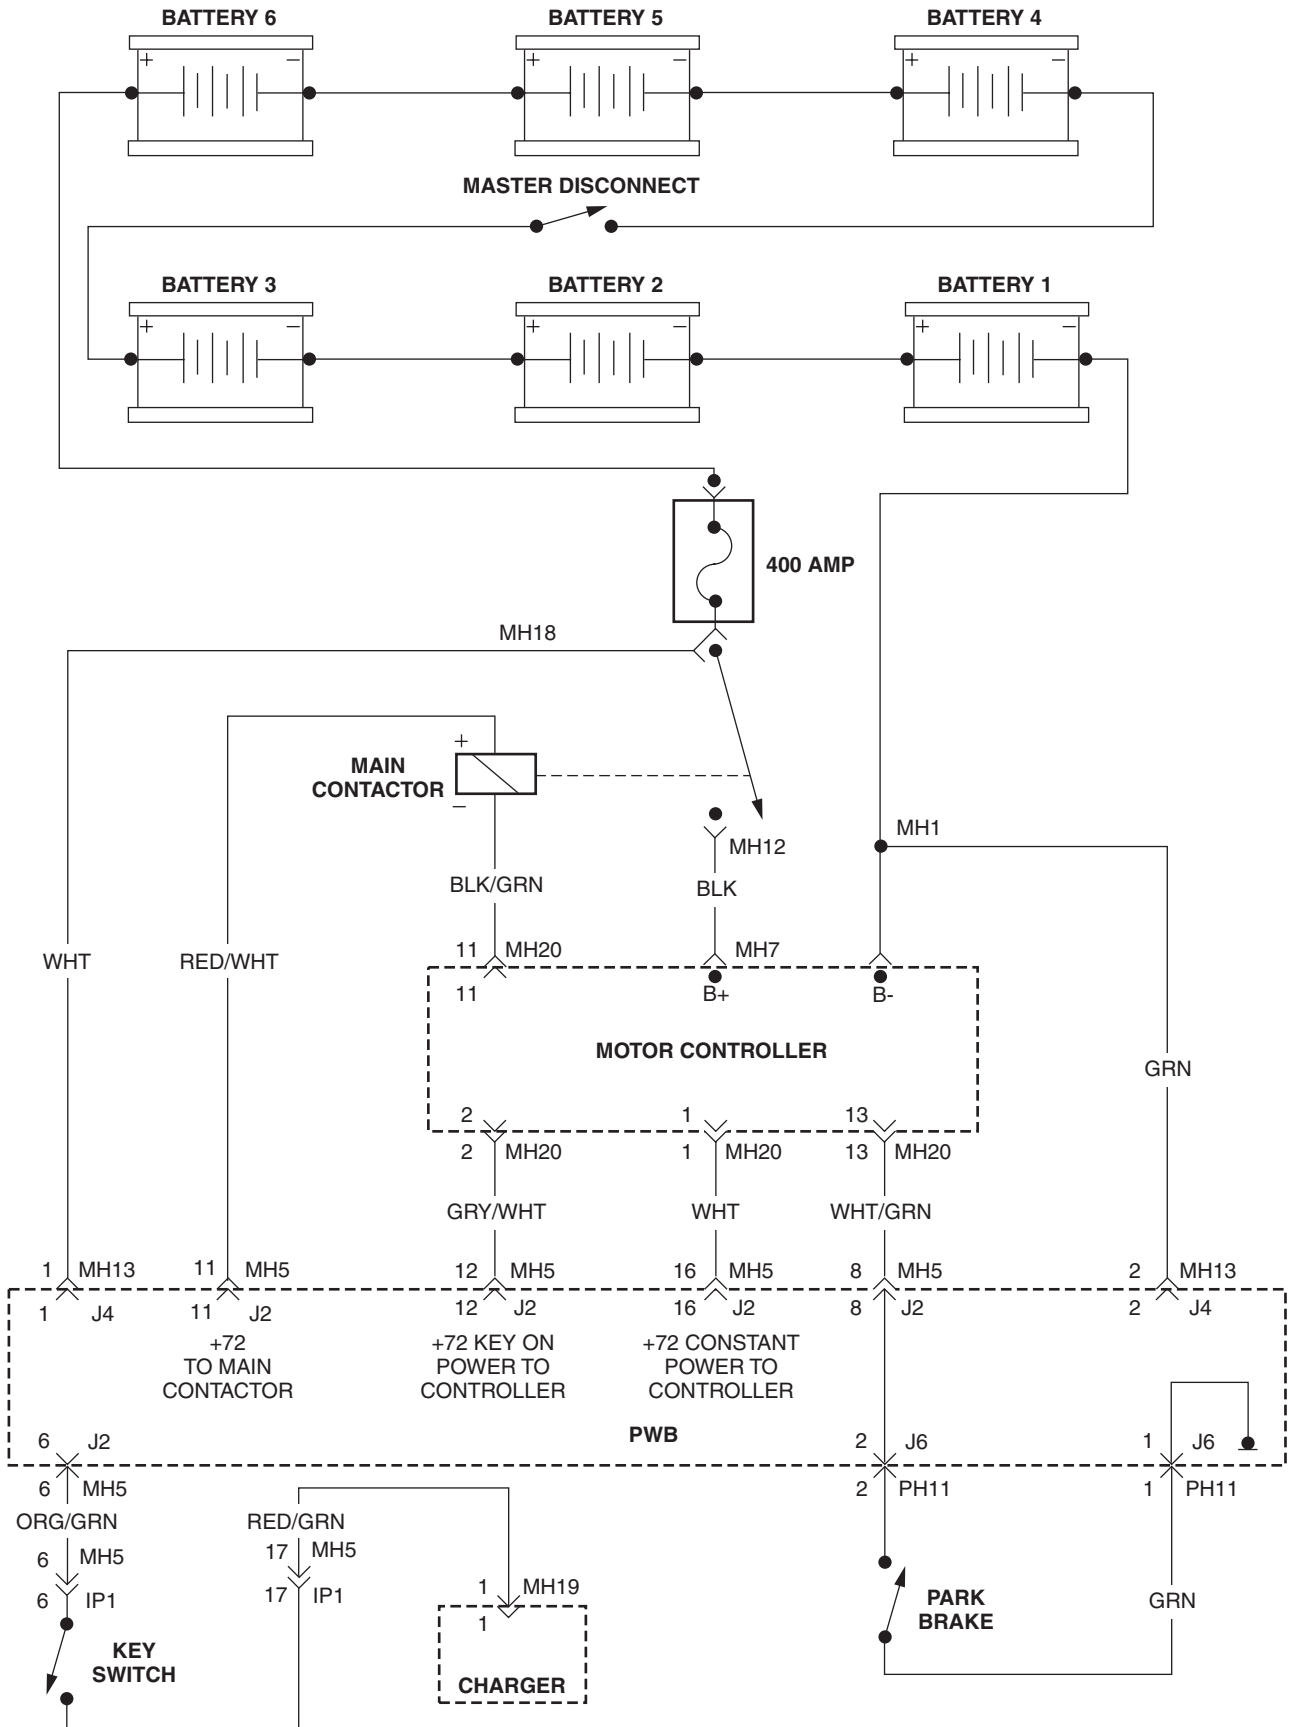 BATTERY 6
BATTERY 5
BATTERY 4
+ −
+ −
+ −
MASTER DISCONNECT
BATTERY 3
BATTERY 2
BATTERY 1
+ −
+ −
+ −
400 AMP
MH18
+
MAIN
CONTACTOR
−
MH12
MH1
BLK/GRN
BLK
WHT
RED/WHT
11 MH20
MH7
11
B+
B-
MOTOR CONTROLLER
GRN
2
1
13
2 MH20
1 MH20
13 MH20
GRY/WHT
WHT
WHT/GRN
1 MH13
11 MH5
12 MH5
16 MH5
8 MH5
2 MH13
1 J4
11 J2
12 J2
16 J2
8 J2
2 J4
+72
TO MAIN
CONTACTOR
+72 KEY ON
POWER TO
CONTROLLER
+72 CONSTANT
POWER TO
CONTROLLER
PWB
6 J2
2 J6
1 J6
6 MH5
2 PH11
1 PH11
ORG/GRN
RED/GRN
6 MH5
17 MH5
6 IP1
17 IP1
1 MH19
1
KEY
SWITCH
CHARGER
PARK
BRAKE
GRN